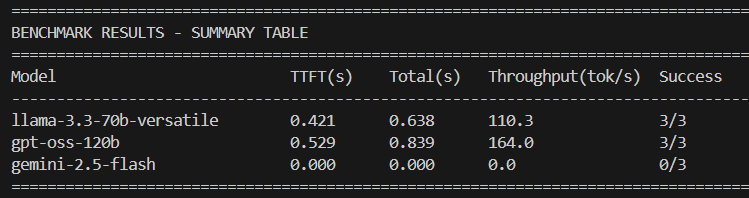 ================================================================================
BENCHMARK RESULTS - SUMMARY TABLE
================================================================================
Model                          TTFT(s)    Total(s)   Throughput(tok/s)  Success
--------------------------------------------------------------------------------
llama-3.3-70b-versatile        0.421      0.638      110.3              3/3
gpt-oss-120b                   0.529      0.839      164.0              3/3
gemini-2.5-flash               0.000      0.000      0.0                0/3
================================================================================